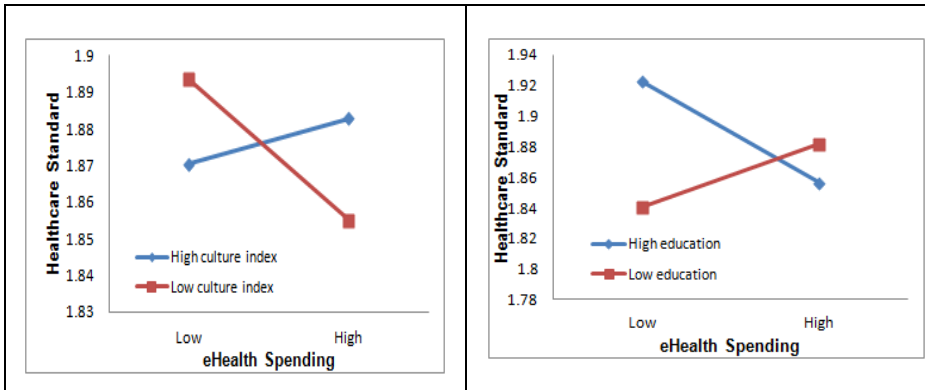 Healthcare Standard
1.9
1.89
1.88
1.87
1.86
1.85
1.84
1.83
High culture index
Low culture index
Low
High
eHealth Spending
Healthcare Standard
1.94
1.92
1.9
1.88
1.86
1.84
1.82
1.8
1.78
High education
Low education
Low
High
eHealth Spending